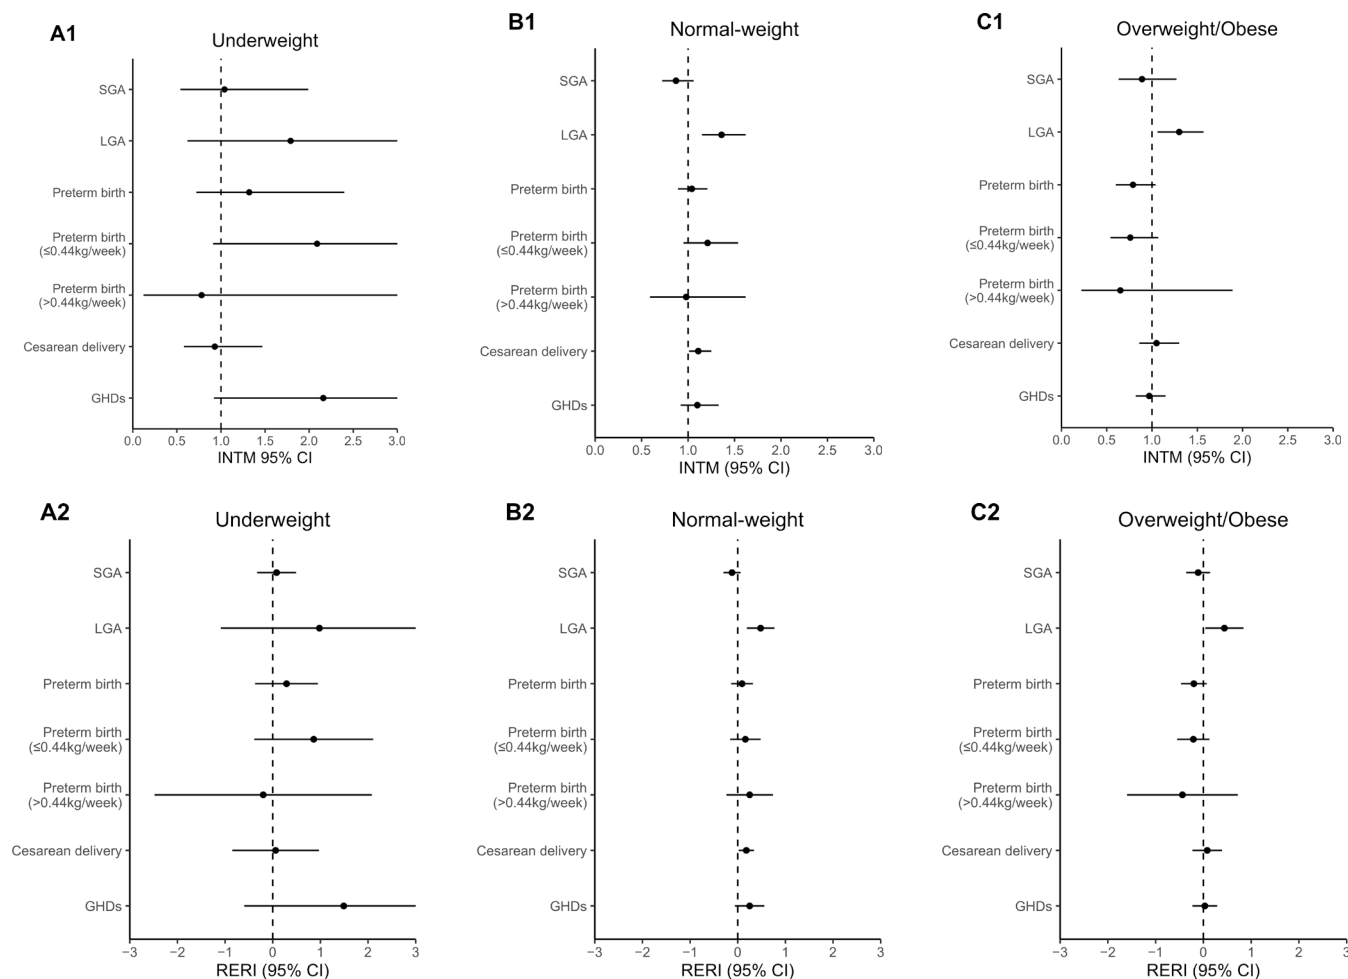 A1
Underweight
SGA
LGA
Preterm birth
Preterm birth
(≤0.44kg/week)
Preterm birth
(>0.44kg/week)
Cesarean delivery
GHDs
0.0 0.5 1.0 1.5 2.0 2.5 3.0
INTM 95% CI
B1
Normal-weight
SGA
LGA
Preterm birth
Preterm birth
(≤0.44kg/week)
Preterm birth
(>0.44kg/week)
Cesarean delivery
GHDs
0.0 0.5 1.0 1.5 2.0 2.5 3.0
INTM (95% CI)
C1
Overweight/Obese
SGA
LGA
Preterm birth
Preterm birth
(≤0.44kg/week)
Preterm birth
(>0.44kg/week)
Cesarean delivery
GHDs
0.0 0.5 1.0 1.5 2.0 2.5 3.0
INTM (95% CI)
A2
Underweight
SGA
LGA
Preterm birth
Preterm birth
(≤0.44kg/week)
Preterm birth
(>0.44kg/week)
Cesarean delivery
GHDs
−3 −2 −1 0 1 2 3
RERI (95% CI)
B2
Normal-weight
SGA
LGA
Preterm birth
Preterm birth
(≤0.44kg/week)
Preterm birth
(>0.44kg/week)
Cesarean delivery
GHDs
−3 −2 −1 0 1 2 3
RERI (95% CI)
C2
Overweight/Obese
SGA
LGA
Preterm birth
Preterm birth
(≤0.44kg/week)
Preterm birth
(>0.44kg/week)
Cesarean delivery
GHDs
−3 −2 −1 0 1 2 3
RERI (95% CI)